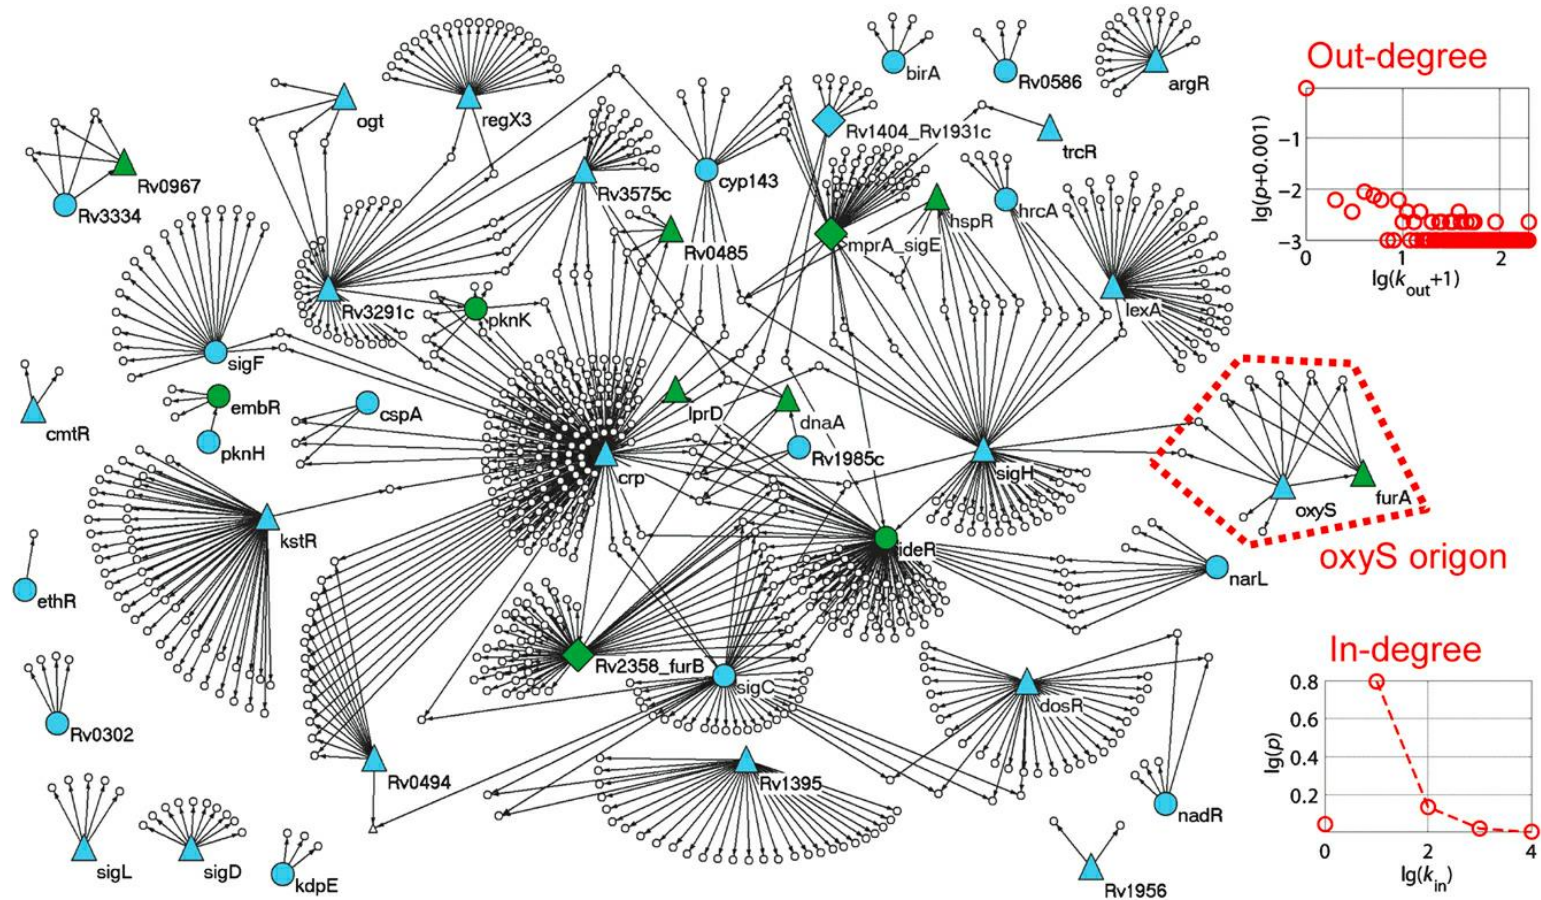 birA
Rv0586
argR
ogt
regX3
Rv1404_Rv1931c
trcR
Rv0967
Rv3334
Rv3575c
cyp143
hspR
hrcA
Rv0485
mprA_sigE
Rv3291c
pknK
lexA
sigF
embR
cspA
lprD
dnaA
cmtR
pknH
Rv1985c
crp
sigH
oxyS
furA
kstR
ideR
oxyS origon
narL
ethR
Rv2358_furB
sigC
dosR
Rv0302
Rv0494
Rv1395
nadR
sigL
sigD
kdpE
Rv1956
Out-degree
lg(p+0.001)
−1
−2
−3
0 1 2
lg(kout+1)
In-degree
lg(p)
0.8
0.6
0.4
0.2
0 2 4
lg(kin)